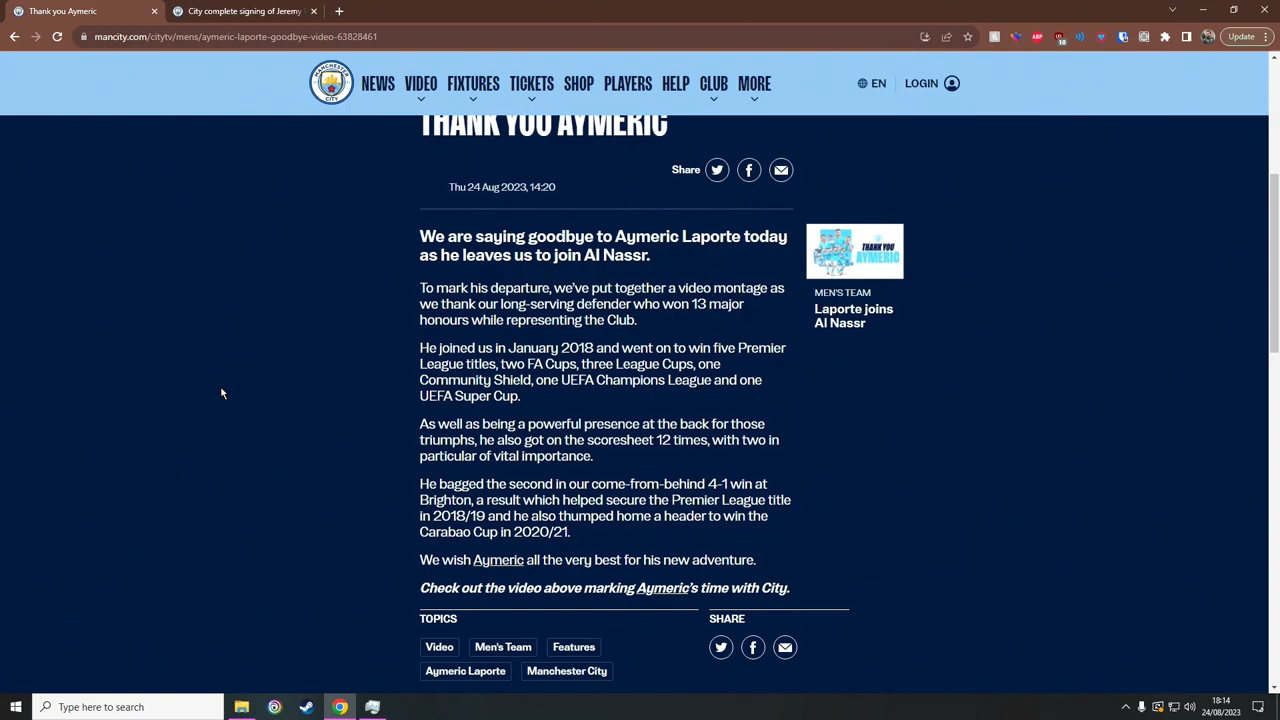 Thank You Aymeric
City complete signing of Jeremy
mancity.com/citytv/mens/aymeric-laporte-goodbye-video-63828461
ABP
10
Update
MANCHESTER
CITY
NEWS VIDEO FIXTURES TICKETS SHOP PLAYERS HELP CLUB MORE
EN LOGIN
THANK YOU AYMERIC
Share
Thu 24 Aug 2023, 14:20
We are saying goodbye to Aymeric Laporte today
as he leaves us to join Al Nassr.
To mark his departure, we've put together a video montage as
we thank our long-serving defender who won 13 major
honours while representing the Club.
He joined us in January 2018 and went on to win five Premier
League titles, two FA Cups, three League Cups, one
Community Shield, one UEFA Champions League and one
UEFA Super Cup.
As well as being a powerful presence at the back for those
triumphs, he also got on the scoresheet 12 times, with two in
particular of vital importance.
He bagged the second in our come-from-behind 4-1 win at
Brighton, a result which helped secure the Premier League title
in 2018/19 and he also thumped home a header to win the
Carabao Cup in 2020/21.
We wish Aymeric all the very best for his new adventure.
Check out the video above marking Aymeric's time with City.
THANK YOU
AYMERIC
MEN'S TEAM
Laporte joins
Al Nassr
TOPICS
Video Men's Team Features
Aymeric Laporte Manchester City
SHARE
Type here to search
18:14
24/08/2023